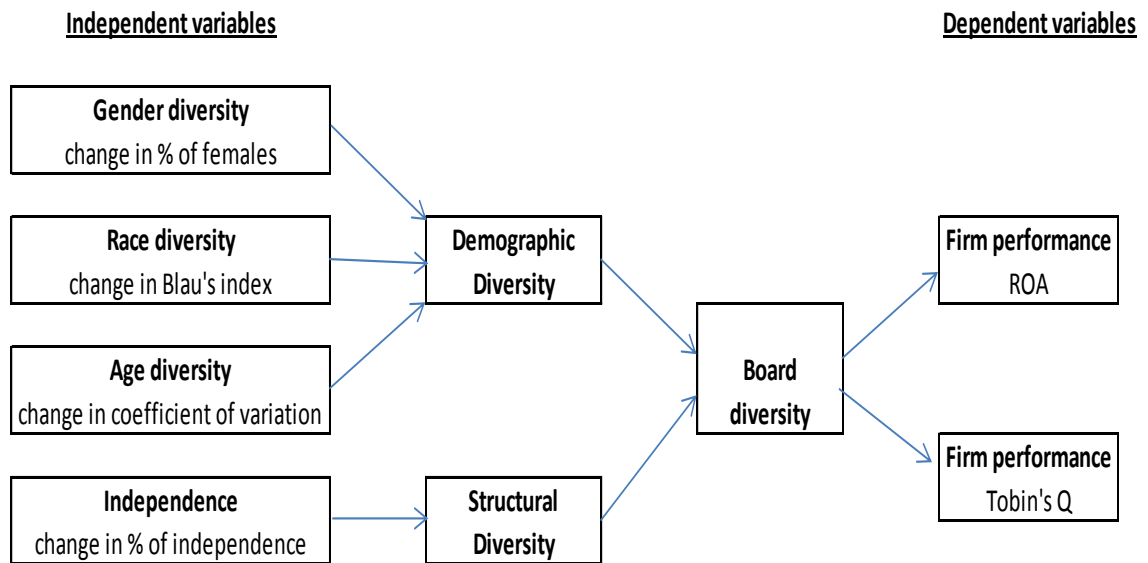 Independent variables
Dependent variables
Gender diversity
change in % of females
Race diversity
change in Blau's index
Age diversity
change in coefficient of variation
Independence
change in % of independence
Demographic
Diversity
Structural
Diversity
Board
diversity
Firm performance
ROA
Firm performance
Tobin's Q